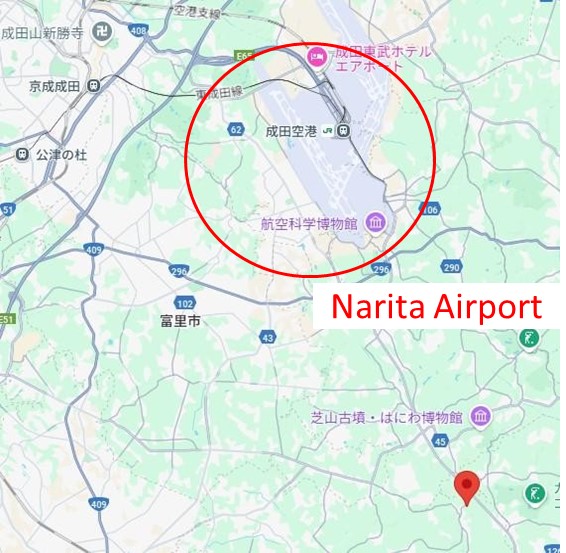 空港支線
成田山新勝寺
卍
408
E65
成田東武ホテル
エアポート
京成成田
東成田線
62
成田空港
JR
公津の杜
51
航空科学博物館
106
409
296
296
290
102
富里市
Narita Airport
E51
43
芝山古墳・はにわ博物館
45
409
126